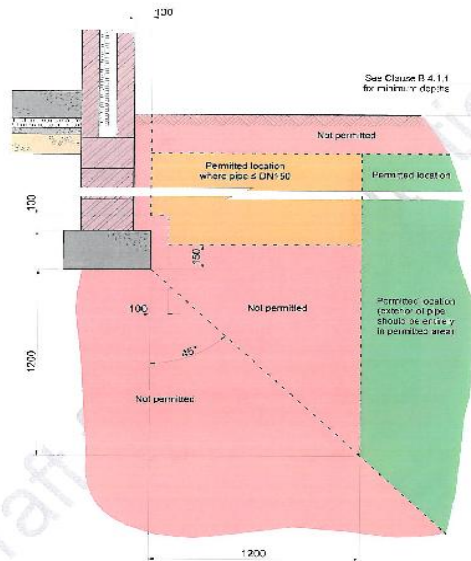 100
See Clause B.4.1.1
for minimum depths
Not permitted
Permitted location
where pipe ≤ DN150
Permitted location
100
150
100
Not permitted
Permitted location
(exterior of pipe
should be entirely
in permitted area)
45°
1200
Not permitted
1200